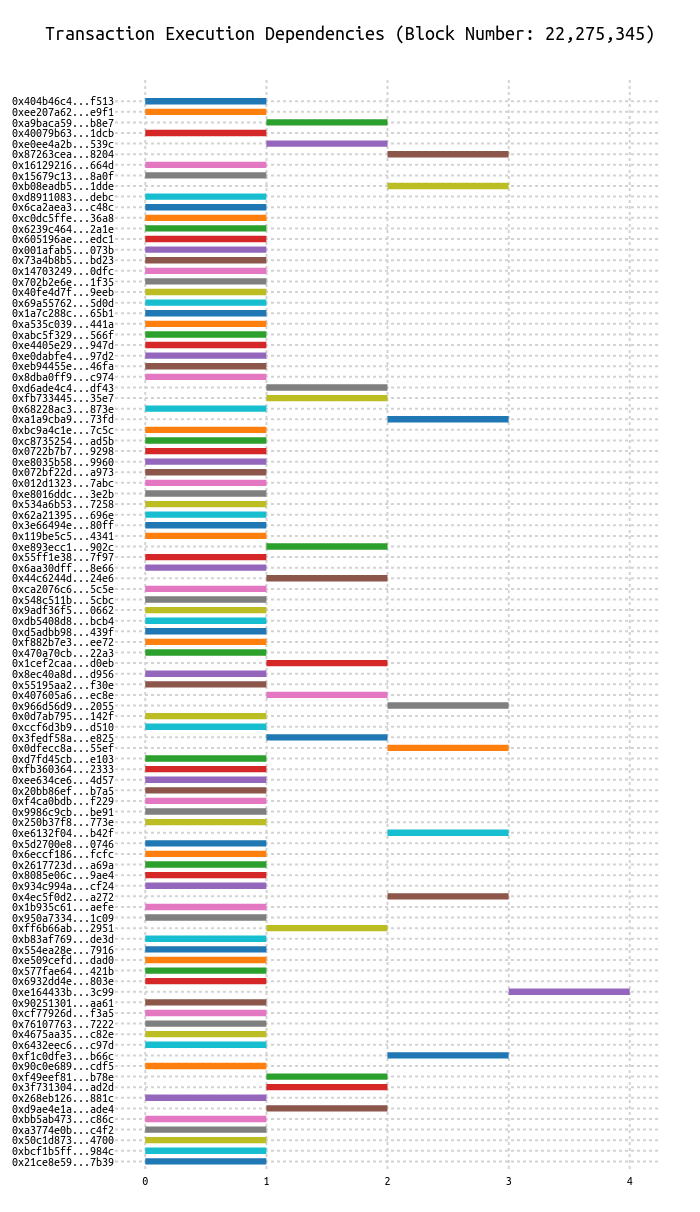 Transaction Execution Dependencies (Block Number: 22,275,345)
0x404b46c4...f513
0xee207a62...e9f1
0xa9baca59...b8e7
0x40079b63...1dcb
0xe0ee4a2b...539c
0x87263cea...8204
0x16129216...664d
0x15679c13...8a0f
0xb08eadb5...1dde
0xd8911083...debc
0x6ca2aea3...c48c
0xc0dc5ffe...36a8
0x6239c464...2a1e
0x605196ae...edc1
0x001afab5...073b
0x73a4b8b5...bd23
0x14703249...0dfc
0x702b2e6e...1f35
0x40fe4d7f...9eeb
0x69a55762...5d0d
0x1a7c288c...65b1
0xa535c039...441a
0xabc5f329...566f
0xe4405e29...947d
0xe0dabfe4...97d2
0xeb94455e...46fa
0x8dba0ff9...c974
0xd6ade4c4...df43
0xfb733445...35e7
0x68228ac3...873e
0xa1a9cba9...73fd
0xbc9a4c1e...7c5c
0xc8735254...ad5b
0x0722b7b7...9298
0xe8035b58...9960
0x072bf22d...a973
0x012d1323...7abc
0xe8016ddc...3e2b
0x534a6b53...7258
0x62a21395...696e
0x3e66494e...80ff
0x119be5c5...4341
0xe893ecc1...902c
0x55ff1e38...7f97
0x6aa30dff...8e66
0x44c6244d...24e6
0xca2076c6...5c5e
0x548c511b...5cbc
0x9adf36f5...0662
0xdb5408d8...bcb4
0xd5adbb98...439f
0xf882b7e3...ee72
0x470a70cb...22a3
0x1cef2caa...d0eb
0x8ec40a8d...d956
0x55195aa2...f30e
0x407605a6...ec8e
0x966d56d9...2055
0x0d7ab795...142f
0xccf6d3b9...d510
0x3fedf58a...e825
0x0dfecc8a...55ef
0xd7fd45cb...e103
0xfb360364...2333
0xee634ce6...4d57
0x20bb86ef...b7a5
0xf4ca0bdb...f229
0x9986c9cb...be91
0x250b37f8...773e
0xe6132f04...b42f
0x5d2700e8...0746
0x6eccf186...fcfc
0x2617723d...a69a
0x8085e06c...9ae4
0x934c994a...cf24
0x4ec5f0d2...a272
0x1b935c61...aefe
0x950a7334...1c09
0xff6b66ab...2951
0xb83af769...de3d
0x554ea28e...7916
0xe509cefd...dad0
0x577fae64...421b
0x6932dd4e...803e
0xe164433b...3c99
0x90251301...aa61
0xcf77926d...f3a5
0x76107763...7222
0x4675aa35...c82e
0x6432eec6...c97d
0xf1c0dfe3...b66c
0x90c0e689...cdf5
0xf49eef81...b78e
0x3f731304...ad2d
0x268eb126...881c
0xd9ae4e1a...ade4
0xbb5ab473...c86c
0xa3774e0b...c4f2
0x50c1d873...4700
0xbcf1b5ff...984c
0x21ce8e59...7b39
0 1 2 3 4